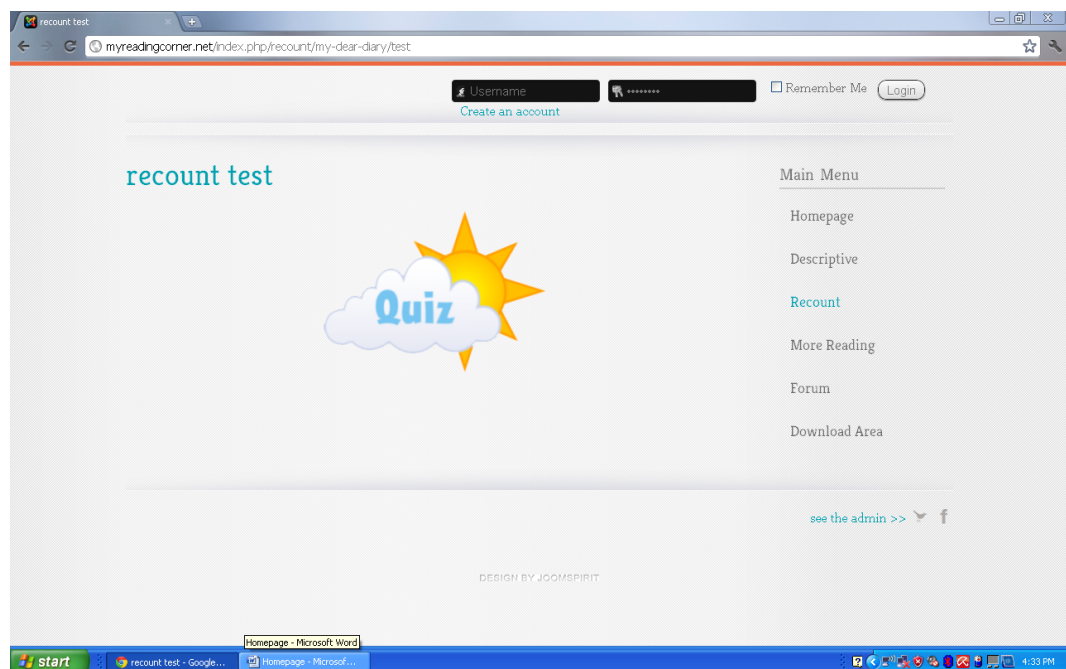 recount test
myreadingcorner.net/index.php/recount/my-dear-diary/test
Username
Remember Me
Login
Create an account
recount test
Quiz
Main Menu
Homepage
Descriptive
Recount
More Reading
Forum
Download Area
see the admin >>
DESIGN BY JOOMSPIRIT
Homepage - Microsoft Word
start
recount test - Google...
Homepage - Microsof...
4:33 PM